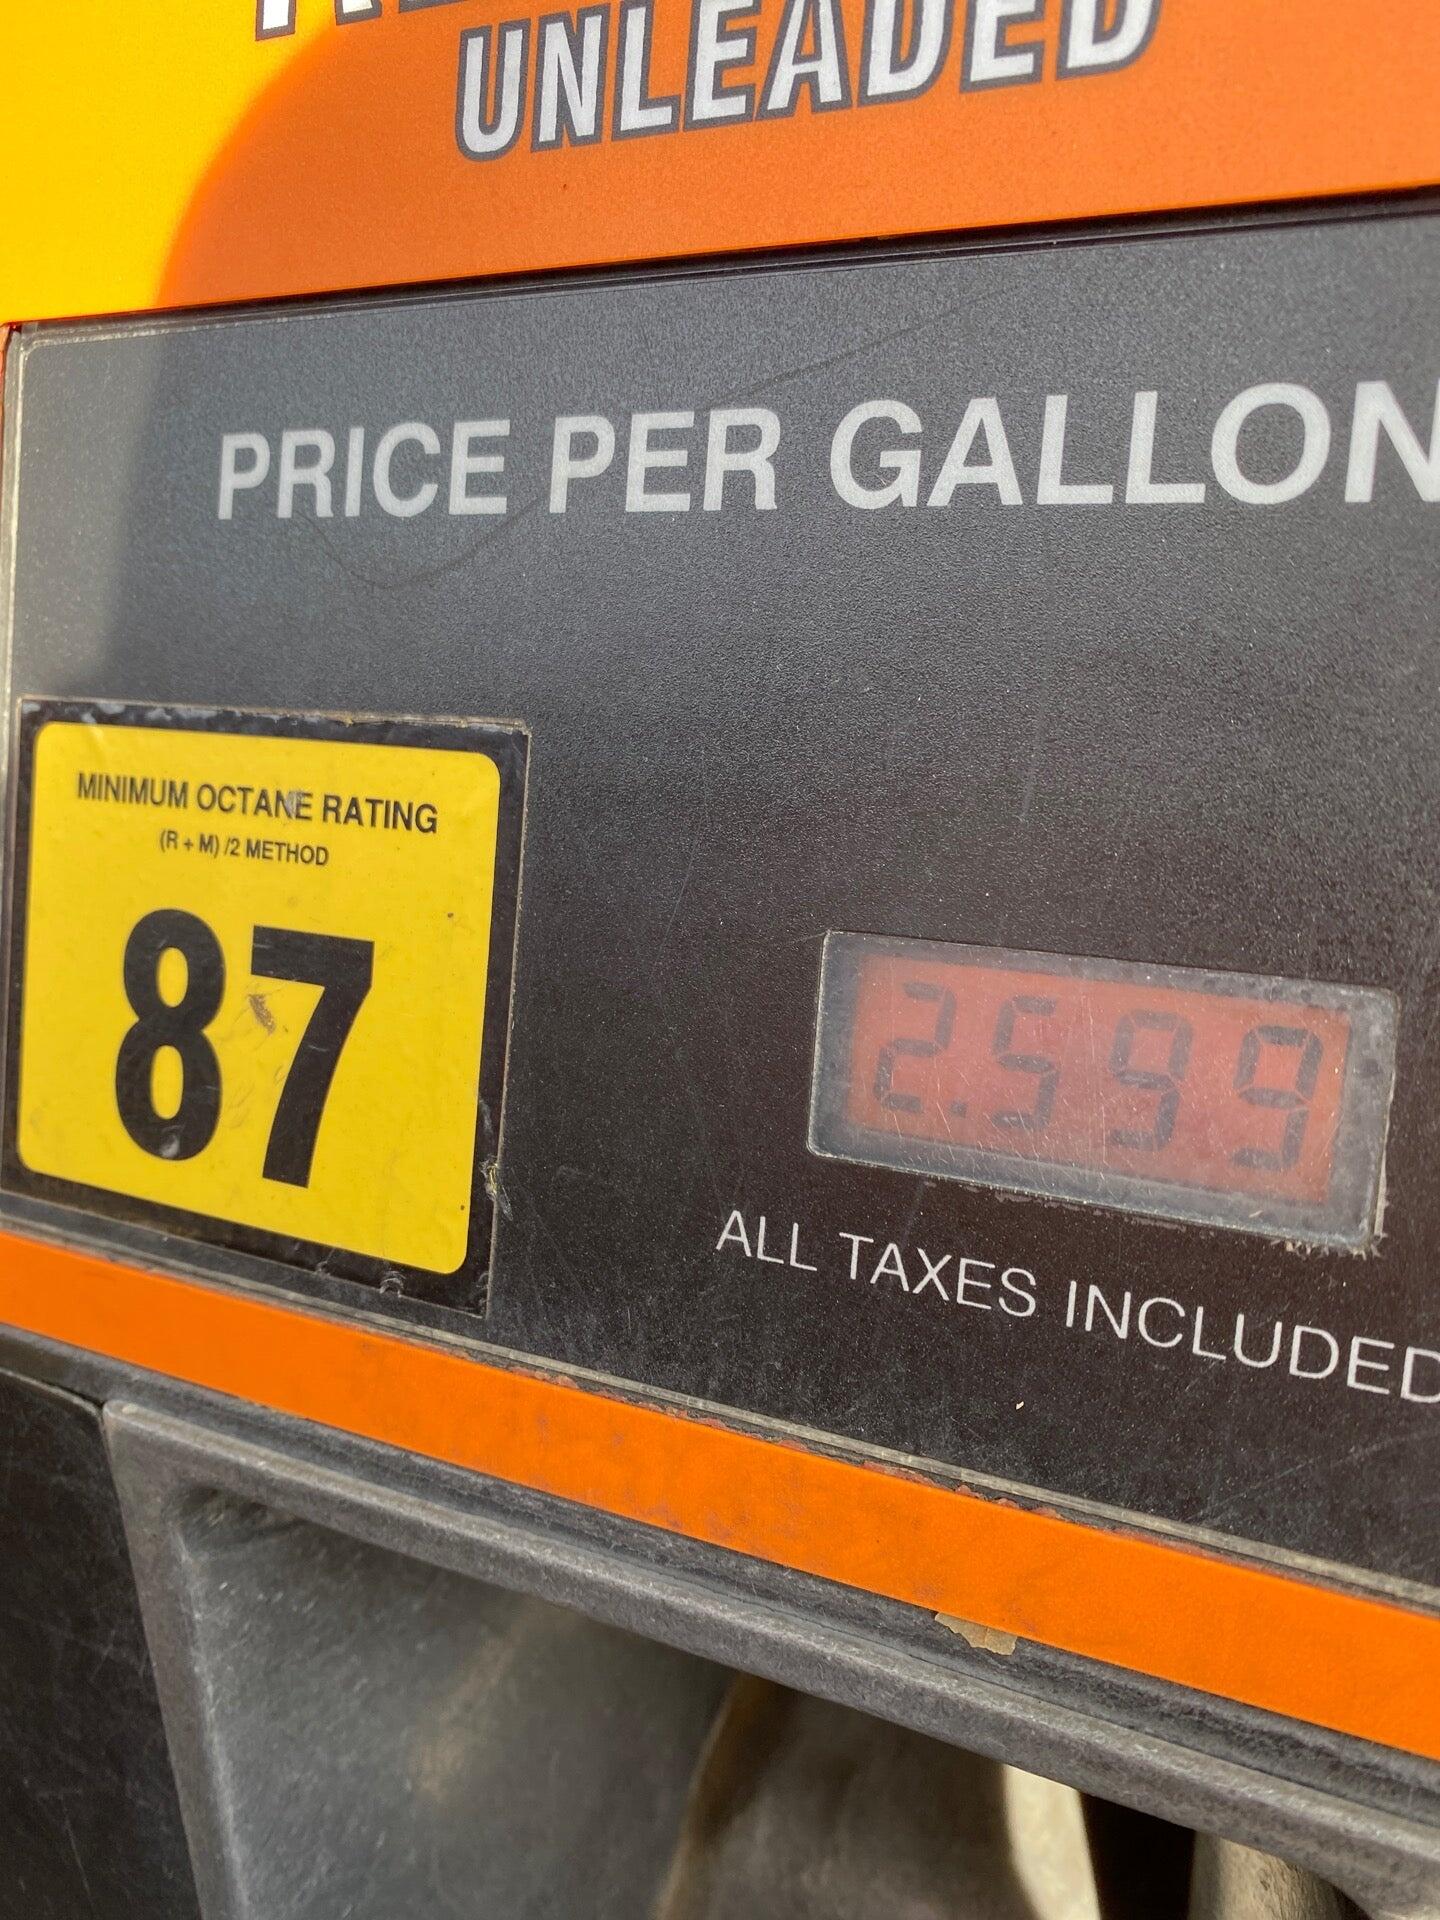 UNLEADED
PRICE PER GALLON
MINIMUM OCTANE RATING
(R + M) /2 METHOD
87
2.599
ALL TAXES INCLUDED